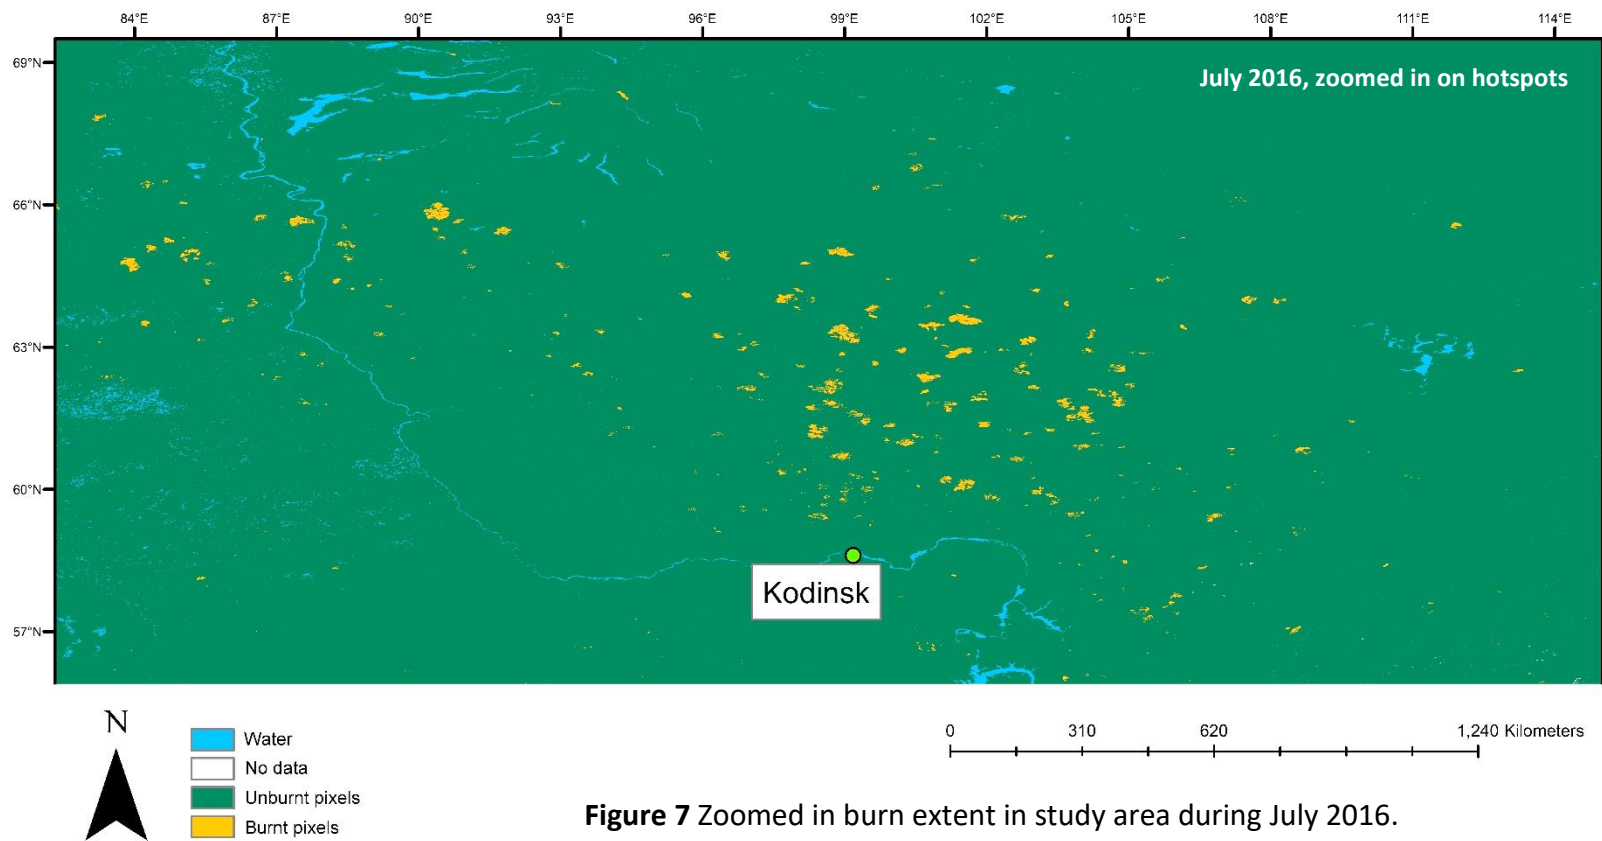 84°E 87°E 90°E 93°E 96°E 99°E 102°E 105°E 108°E 111°E 114°E
69°N
July 2016, zoomed in on hotspots
66°N
63°N
60°N
Kodinsk
57°N
N
0 310 620 1,240 Kilometers
Water
No data
Unburnt pixels
Burnt pixels
Figure 7 Zoomed in burn extent in study area during July 2016.